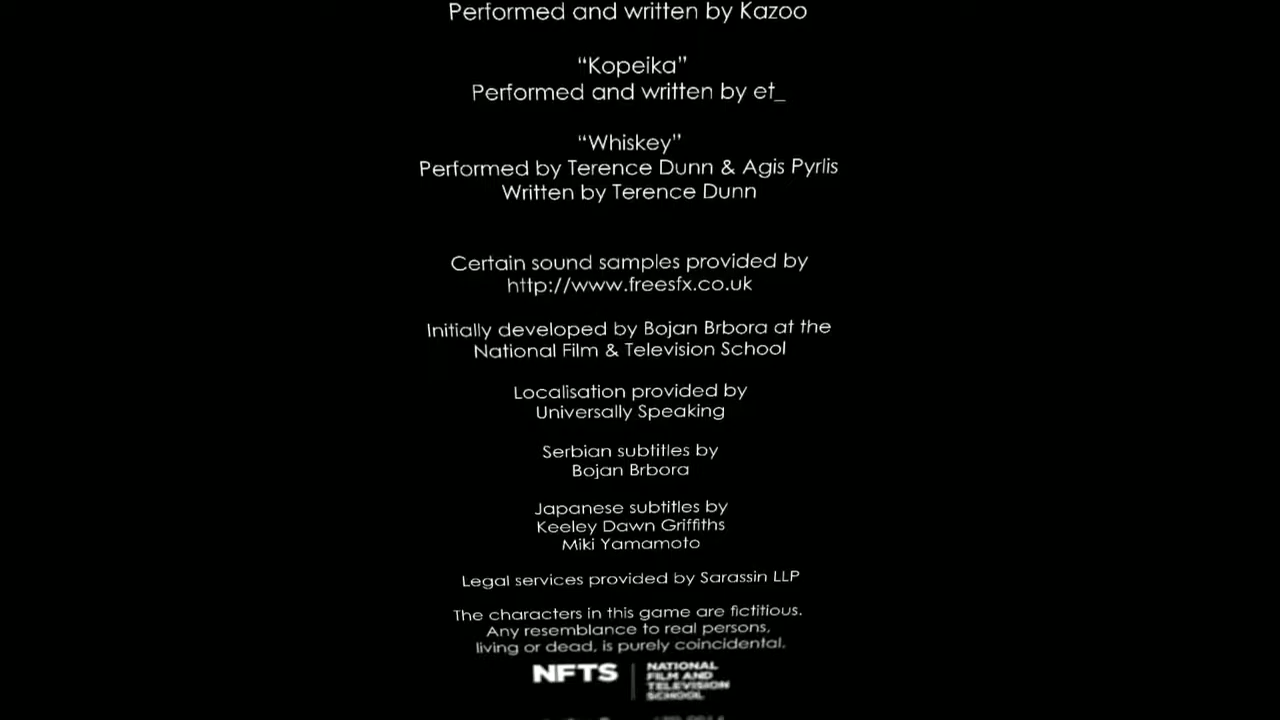 Performed and written by Kazoo
“Kopeika”
Performed and written by et_
“Whiskey”
Performed by Terence Dunn & Agis Pyrlis
Written by Terence Dunn
Certain sound samples provided by
http://www.freesfx.co.uk
Initially developed by Bojan Brbora at the
National Film & Television School
Localisation provided by
Universally Speaking
Serbian subtitles by
Bojan Brbora
Japanese subtitles by
Keeley Dawn Griffiths
Miki Yamamoto
Legal services provided by Sarassin LLP
The characters in this game are fictitious.
Any resemblance to real persons,
living or dead, is purely coincidental.
NFTS
NATIONAL
FILM AND
TELEVISION
SCHOOL